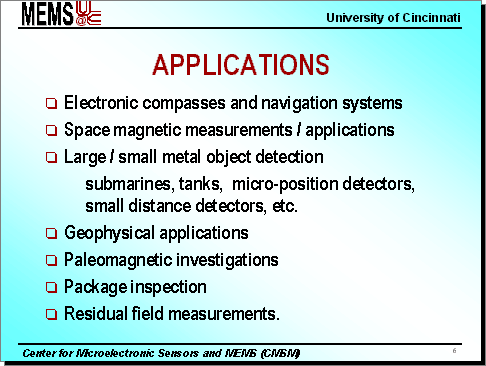 MEMS@UC
University of Cincinnati
APPLICATIONS
❑ Electronic compasses and navigation systems
❑ Space magnetic measurements / applications
❑ Large / small metal object detection
submarines, tanks, micro-position detectors,
small distance detectors, etc.
❑ Geophysical applications
❑ Paleomagnetic investigations
❑ Package inspection
❑ Residual field measurements.
Center for Microelectronic Sensors and MEMS (CMSM)
6